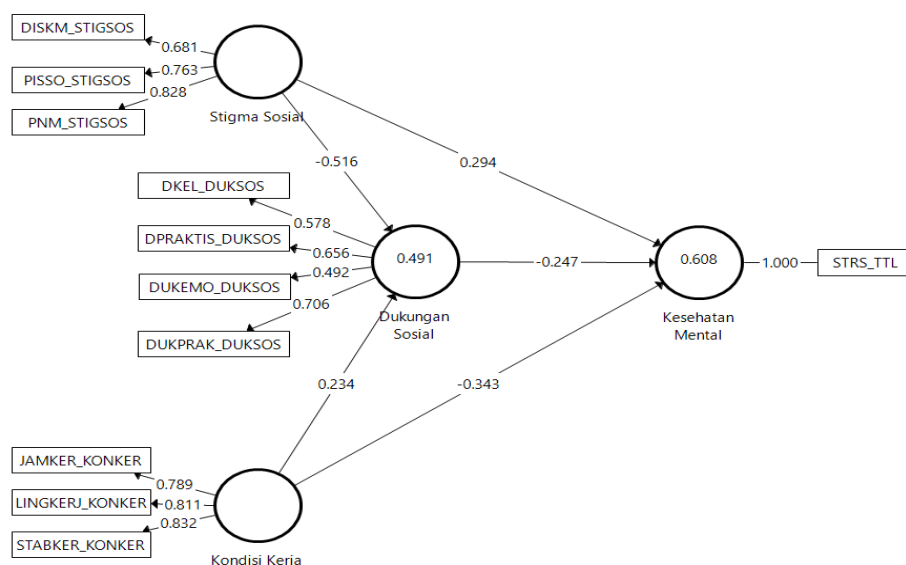 DISKM_STIGSOS
0.681
PISSO_STIGSOS
0.763
PNM_STIGSOS
0.828
Stigma Sosial
-0.516
0.294
DKEL_DUKSOS
0.578
DPRAKTIS_DUKSOS
0.656
DUKEMO_DUKSOS
0.492
DUKPRAK_DUKSOS
0.706
0.491
Dukungan
Sosial
-0.247
0.608
Kesehatan
Mental
1.000
STRS_TTL
0.234
-0.343
JAMKER_KONKER
0.789
LINGKERJ_KONKER
0.811
STABKER_KONKER
0.832
Kondisi Kerja